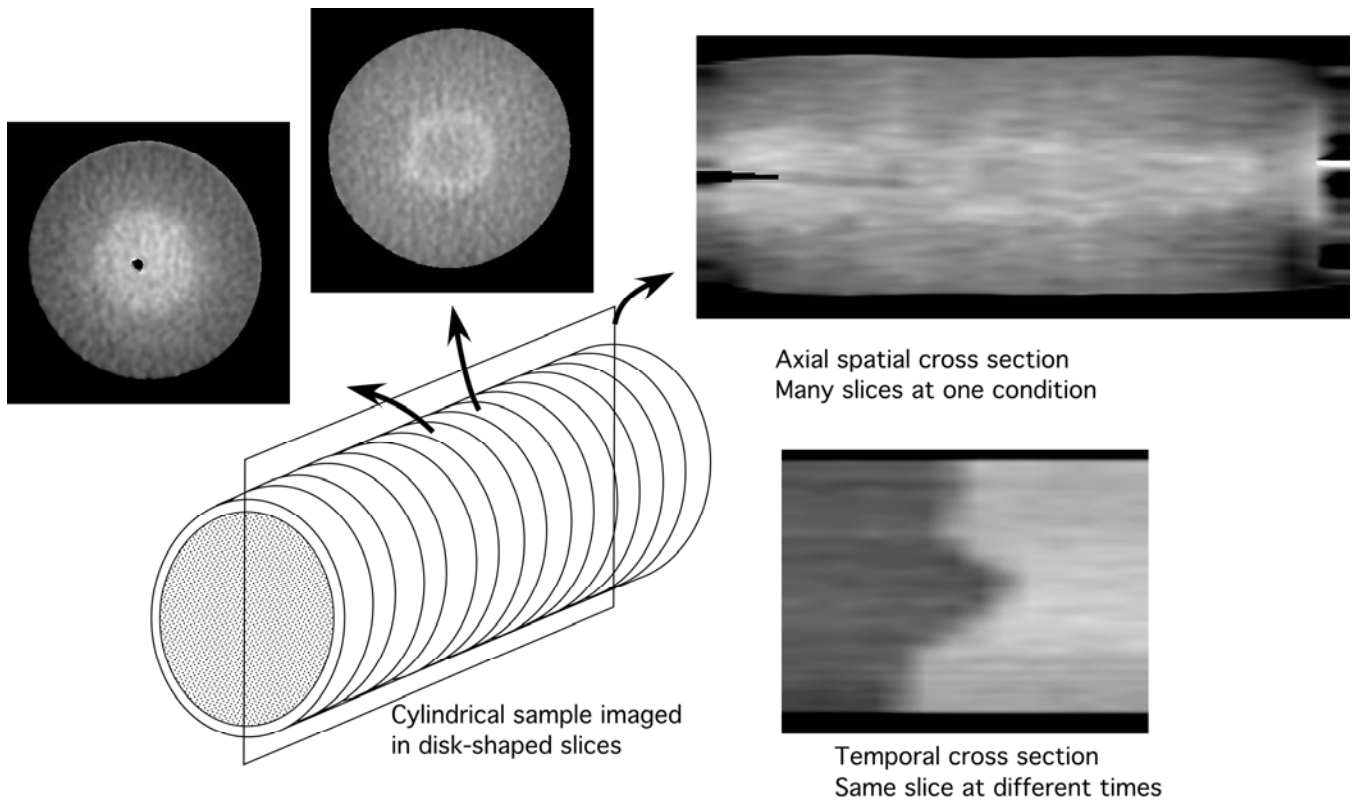 Axial spatial cross section
Many slices at one condition
Cylindrical sample imaged
in disk-shaped slices
Temporal cross section
Same slice at different times